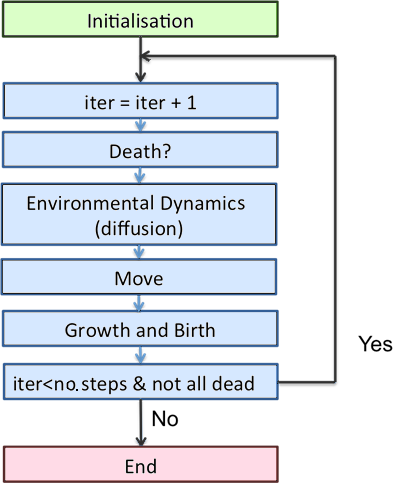 Initialisation
iter = iter + 1
Death?
Environmental Dynamics
(diffusion)
Move
Growth and Birth
Yes
iter<no.steps & not all dead
No
End